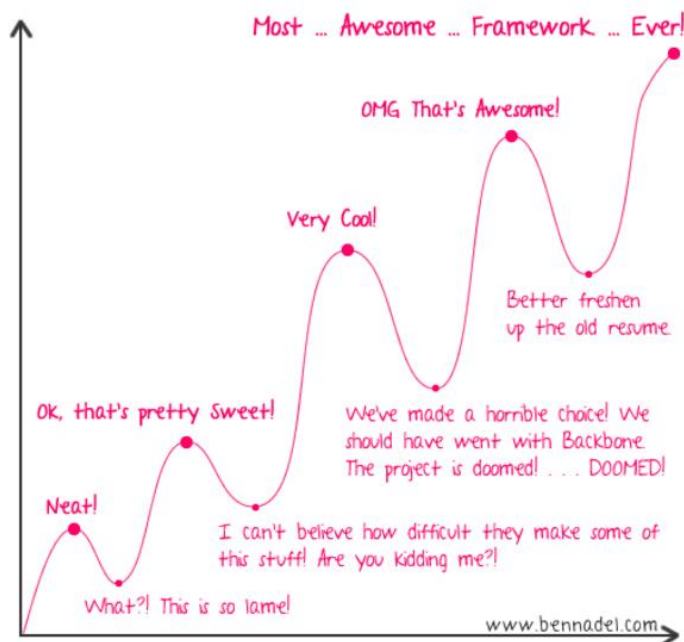 Most ... Awesome ... Framework ... Ever!
OMG That's Awesome!
Very Cool!
Better freshen
up the old resume.
Ok, that's pretty Sweet!
We've made a horrible choice! We
should have went with Backbone.
The project is doomed! . . . DOOMED!
Neat!
I can't believe how difficult they make some of
this stuff! Are you kidding me?!
What?! This is so lame!
www.bennadel.com